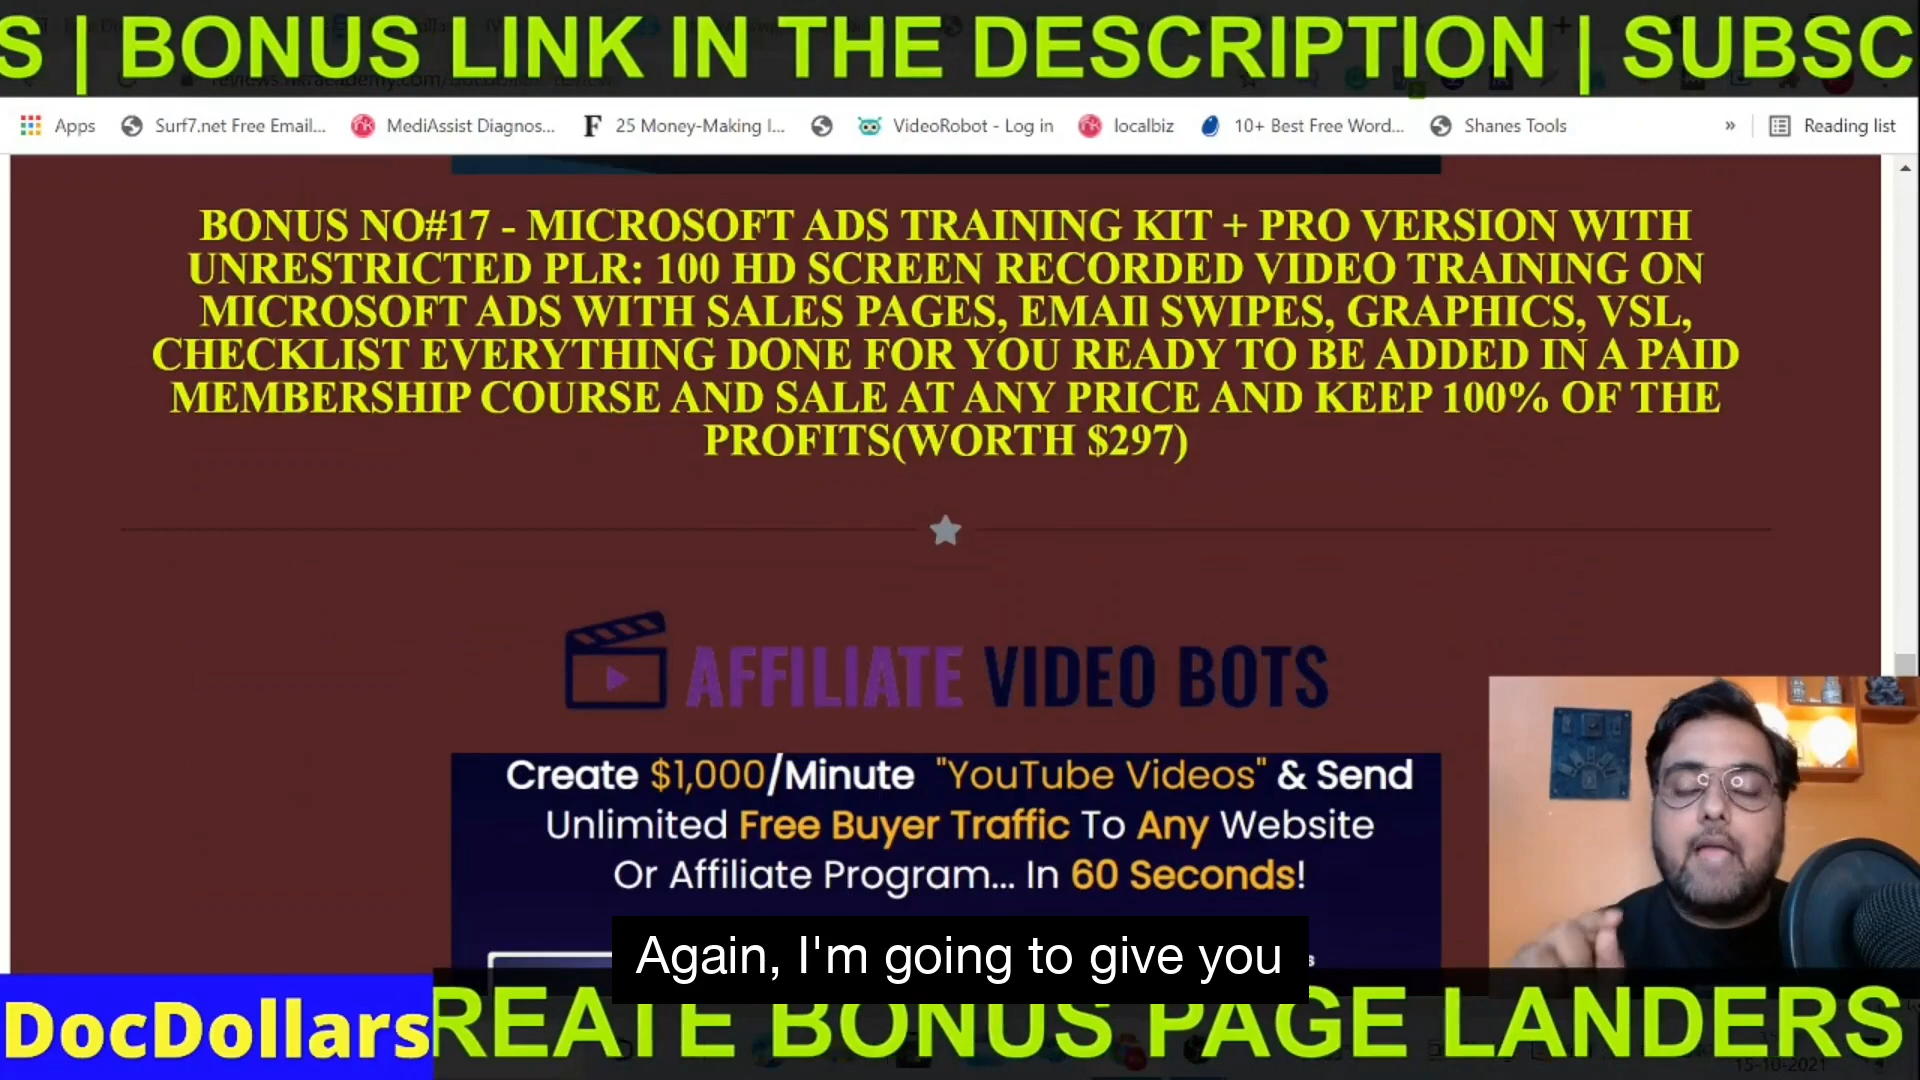 S | BONUS LINK IN THE DESCRIPTION | SUBSC
Apps Surf7.net Free Email... MediAssist Diagnos... 25 Money-Making I... VideoRobot - Log in localbiz 10+ Best Free Word... Shanes Tools » Reading list
BONUS NO#17 - MICROSOFT ADS TRAINING KIT + PRO VERSION WITH
UNRESTRICTED PLR: 100 HD SCREEN RECORDED VIDEO TRAINING ON
MICROSOFT ADS WITH SALES PAGES, EMAIl SWIPES, GRAPHICS, VSL,
CHECKLIST EVERYTHING DONE FOR YOU READY TO BE ADDED IN A PAID
MEMBERSHIP COURSE AND SALE AT ANY PRICE AND KEEP 100% OF THE
PROFITS(WORTH $297)
AFFILIATE VIDEO BOTS
Create $1,000/Minute "YouTube Videos" & Send
Unlimited Free Buyer Traffic To Any Website
Or Affiliate Program... In 60 Seconds!
Again, I'm going to give you
DocDollars
REATE BONUS PAGE LANDERS
15-10-2021